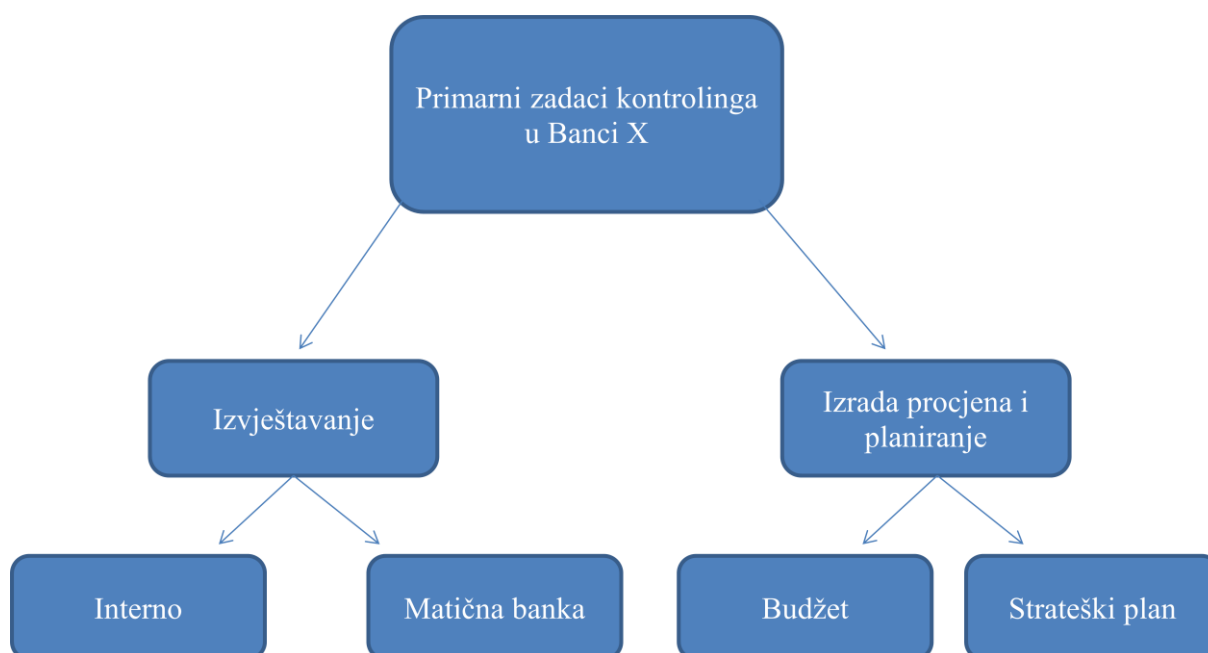 Primarni zadaci kontrolinga
u Banci X
Izvještavanje
Izrada procjena i
planiranje
Interno
Matična banka
Budžet
Strateški plan